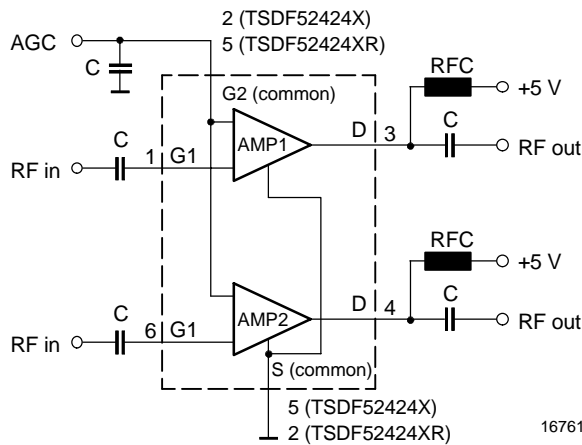 2 (TSDF52424X)
AGC
5 (TSDF52424XR)
C
RFC
+5 V
G2 (common)
C
D 3
C
AMP1
RF in
1 G1
RF out
RFC
+5 V
C
D 4
C
AMP2
RF in
6 G1
RF out
S (common)
5 (TSDF52424X)
2 (TSDF52424XR)
16761